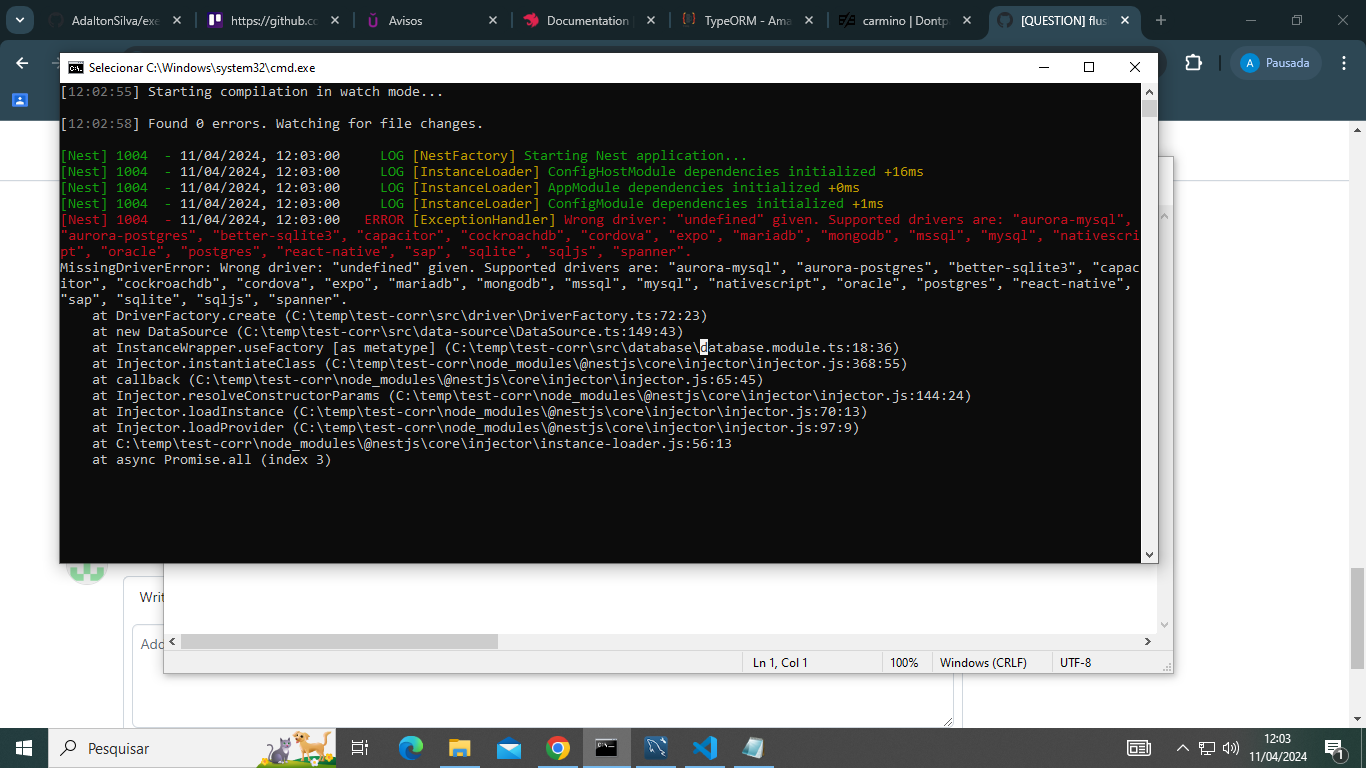 AdaltonSilva/exe
https://github.co
Avisos
Documentation
TypeORM - Ama
carmino | Dontp
[QUESTION] flus
Pausada
Selecionar C:\Windows\system32\cmd.exe
[12:02:55] Starting compilation in watch mode...
[12:02:58] Found 0 errors. Watching for file changes.
[Nest] 1004  - 11/04/2024, 12:03:00     LOG [NestFactory] Starting Nest application...
[Nest] 1004  - 11/04/2024, 12:03:00     LOG [InstanceLoader] ConfigHostModule dependencies initialized +16ms
[Nest] 1004  - 11/04/2024, 12:03:00     LOG [InstanceLoader] AppModule dependencies initialized +0ms
[Nest] 1004  - 11/04/2024, 12:03:00     LOG [InstanceLoader] ConfigModule dependencies initialized +1ms
[Nest] 1004  - 11/04/2024, 12:03:00   ERROR [ExceptionHandler] Wrong driver: "undefined" given. Supported drivers are: "aurora-mysql",
"aurora-postgres", "better-sqlite3", "capacitor", "cockroachdb", "cordova", "expo", "mariadb", "mongodb", "mssql", "mysql", "nativescri
pt", "oracle", "postgres", "react-native", "sap", "sqlite", "sqljs", "spanner".
MissingDriverError: Wrong driver: "undefined" given. Supported drivers are: "aurora-mysql", "aurora-postgres", "better-sqlite3", "capac
itor", "cockroachdb", "cordova", "expo", "mariadb", "mongodb", "mssql", "mysql", "nativescript", "oracle", "postgres", "react-native",
"sap", "sqlite", "sqljs", "spanner".
    at DriverFactory.create (C:\temp\test-corr\src\driver\DriverFactory.ts:72:23)
    at new DataSource (C:\temp\test-corr\src\data-source\DataSource.ts:149:43)
    at InstanceWrapper.useFactory [as metatype] (C:\temp\test-corr\src\database\database.module.ts:18:36)
    at Injector.instantiateClass (C:\temp\test-corr\node_modules\@nestjs\core\injector\injector.js:368:55)
    at callback (C:\temp\test-corr\node_modules\@nestjs\core\injector\injector.js:65:45)
    at Injector.resolveConstructorParams (C:\temp\test-corr\node_modules\@nestjs\core\injector\injector.js:144:24)
    at Injector.loadInstance (C:\temp\test-corr\node_modules\@nestjs\core\injector\injector.js:70:13)
    at Injector.loadProvider (C:\temp\test-corr\node_modules\@nestjs\core\injector\injector.js:97:9)
    at C:\temp\test-corr\node_modules\@nestjs\core\injector\instance-loader.js:56:13
    at async Promise.all (index 3)
Writ
Add
Ln 1, Col 1
100%
Windows (CRLF)
UTF-8
Pesquisar
12:03
11/04/2024
1